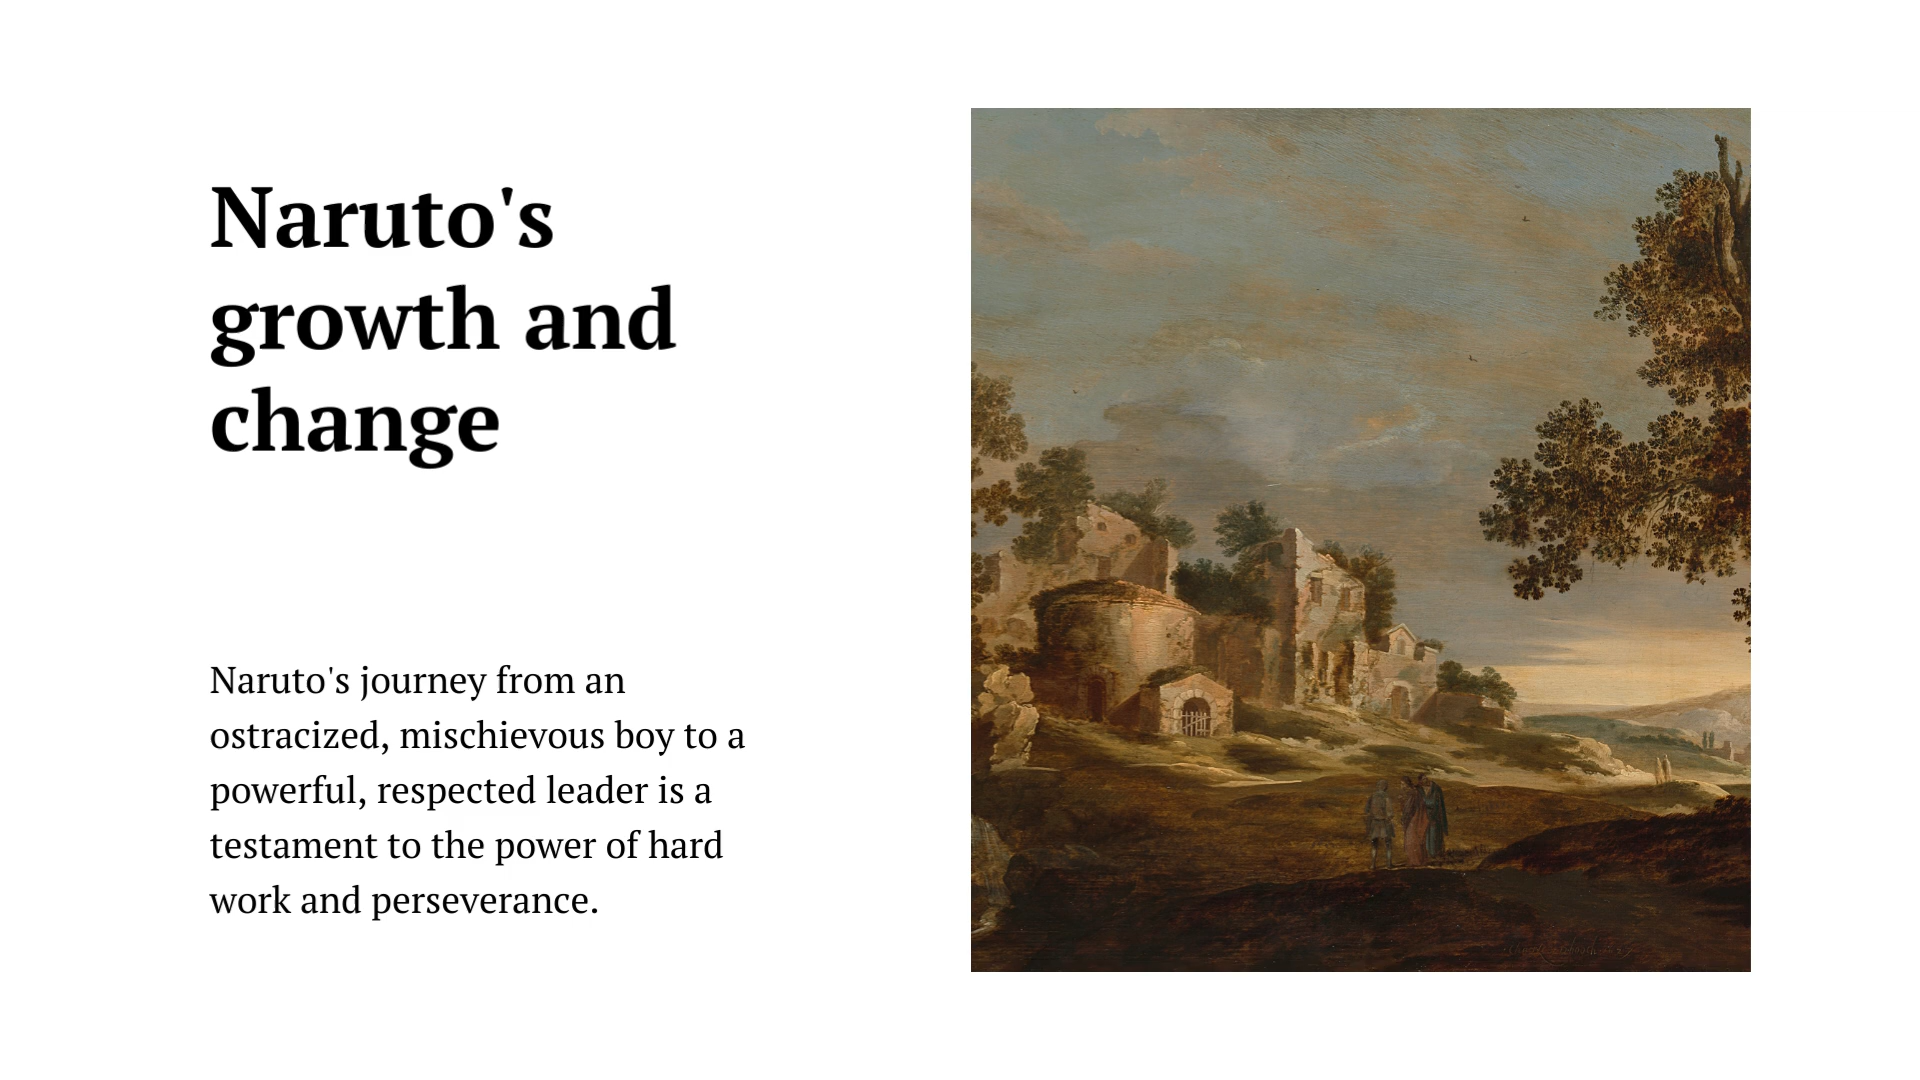 Naruto's
growth and
change
Naruto's journey from an
ostracized, mischievous boy to a
powerful, respected leader is a
testament to the power of hard
work and perseverance.